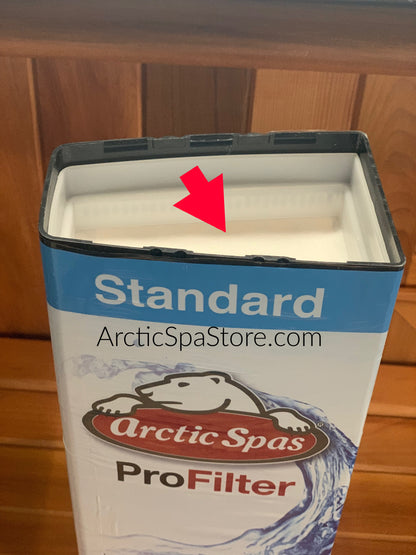 Standard
ArcticSpaStore.com
arctic Spas
ProFilter